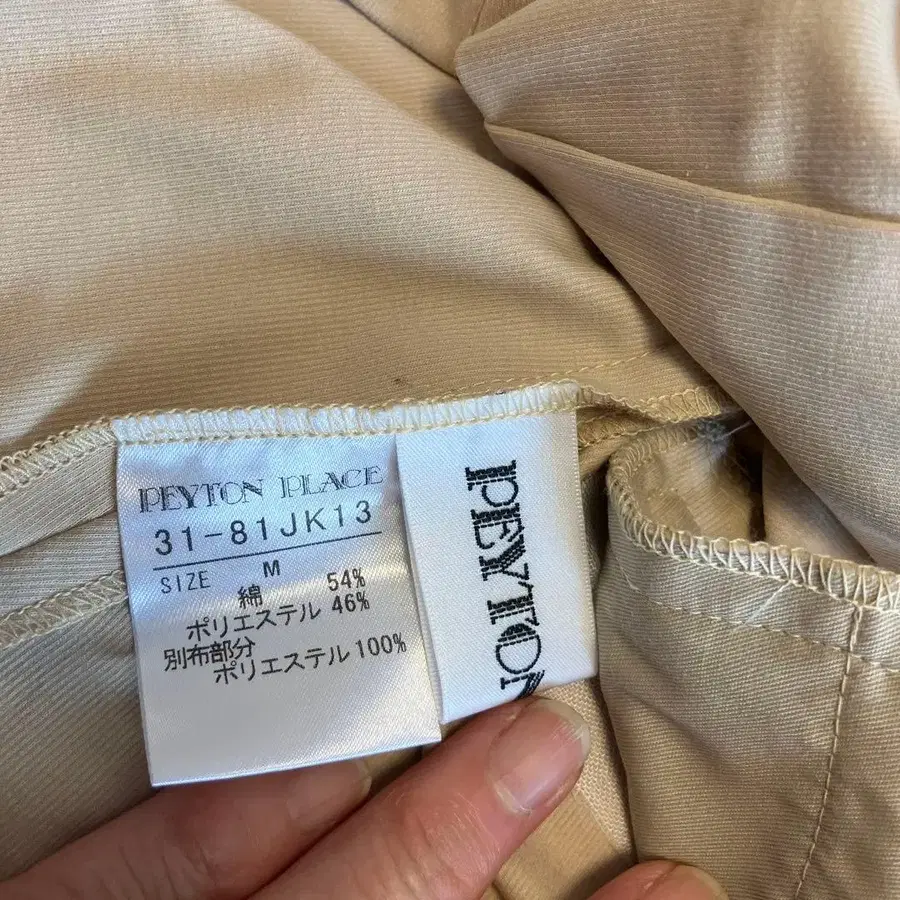 PEYTON PLACE
31-81JK13
SIZE M
綿 54%
ポリエステル 46%
別布部分
ポリエステル 100%
PEYTON